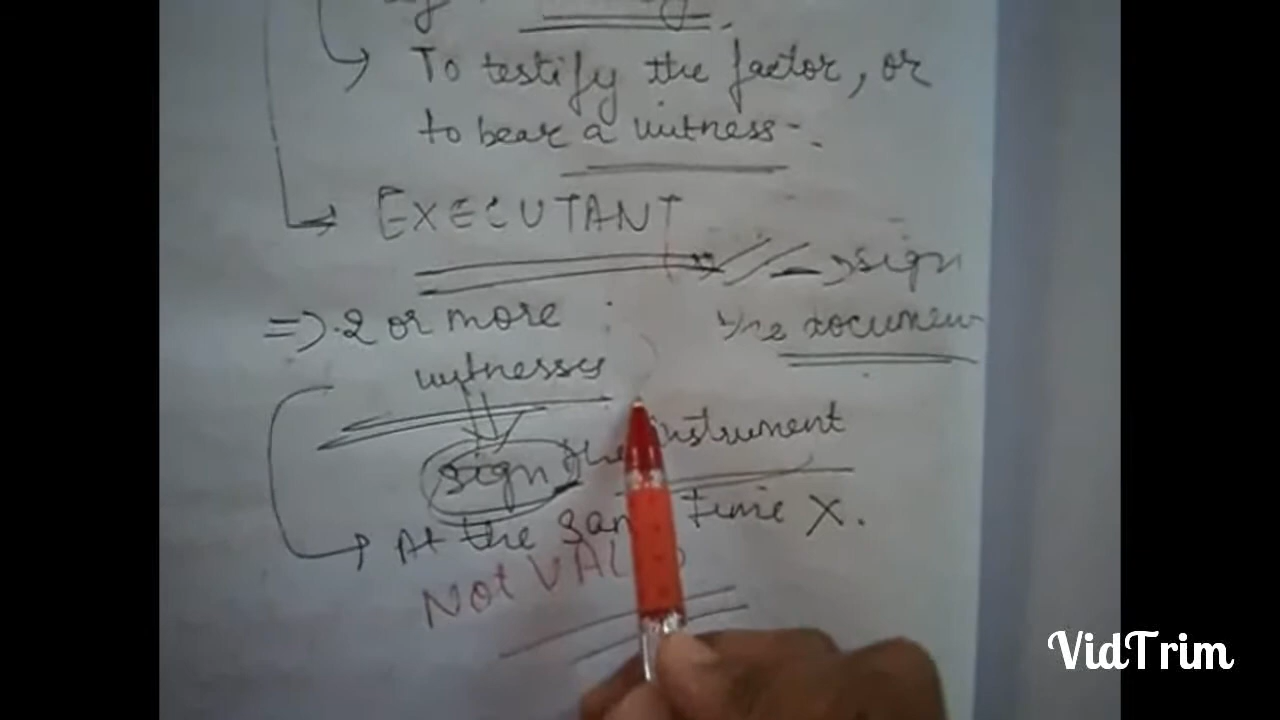 To testify the factor, or
to bear a witness -.
EXECUTANT
→ sign
the document
=> 2 or more :
witnesses
sign the instrument
At the same time X.
Not VALID
VidTrim